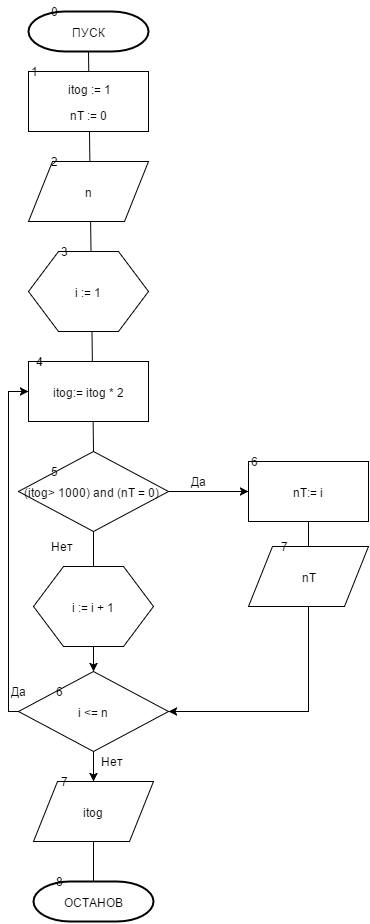 0
ПУСК
1
itog := 1
nT := 0
2
n
3
i := 1
4
itog:= itog * 2
5
(itog> 1000) and (nT = 0)
Да
6
nT:= i
7
nT
Нет
i := i + 1
Да
6
i <= n
Нет
7
itog
8
ОСТАНОВ